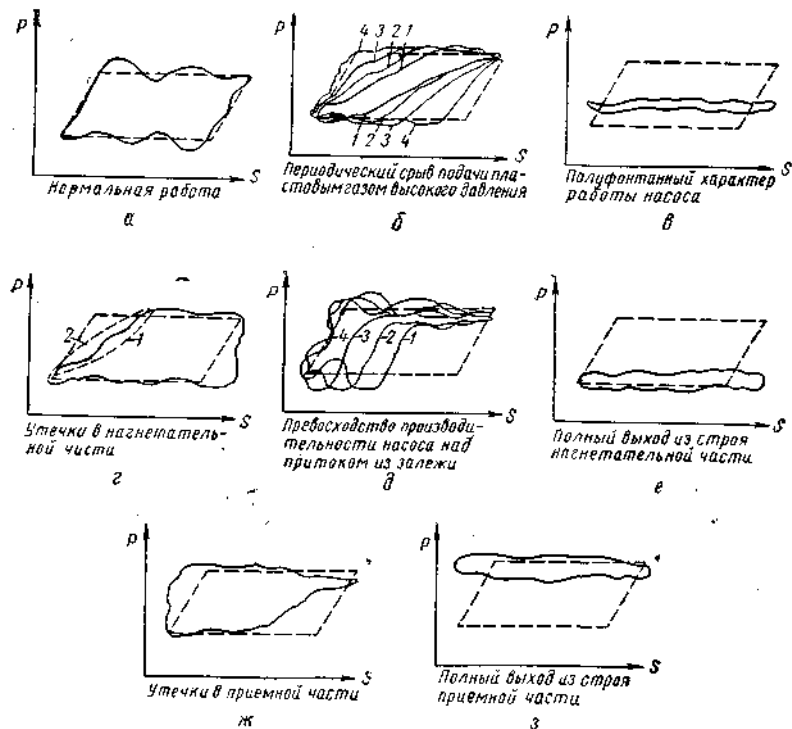 P
S
Нормальная работа
а
P
4 3 2 1
1 2 3 4
S
Периодический срыв подачи пла-
стовым газом высокого давления
б
P
S
Полуфонтанный характер
работы насоса
в
P
2
1
S
Утечки в нагнетатель-
ной части
г
P
4 3 2 1
S
Превосходство производи-
тельности насоса над
притоком из залежи
д
P
S
Полный выход из строя
нагнетательной части
е
P
S
Утечки в приемной части
ж
P
S
Полный выход из строя
приемной части
з